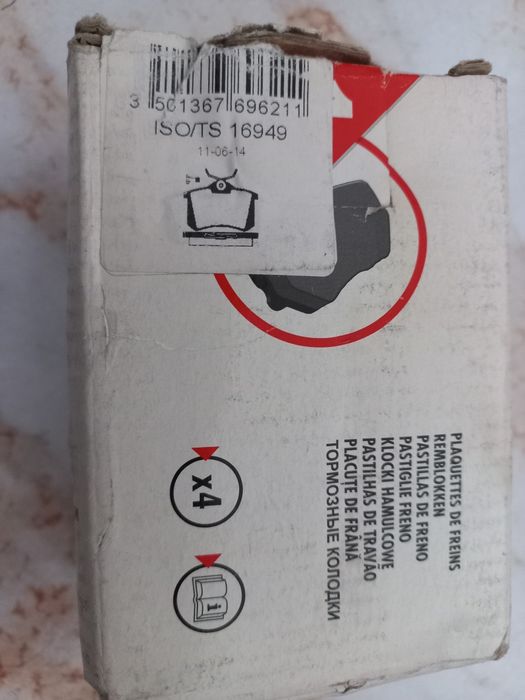 3 501367 696211
ISO/TS 16949
11-06-14
PLAQUETTES DE FREINS
REMBLOKKEN
PASTILLAS DE FRENO
PASTIGLIE FRENO
KLOCKI HAMULCOWĘ
PASTILHAS DE TRAVÃO
PLACUTE DE FRÂNĂ
ТОРМОЗНЫЕ КОЛОДКИ
x4
i